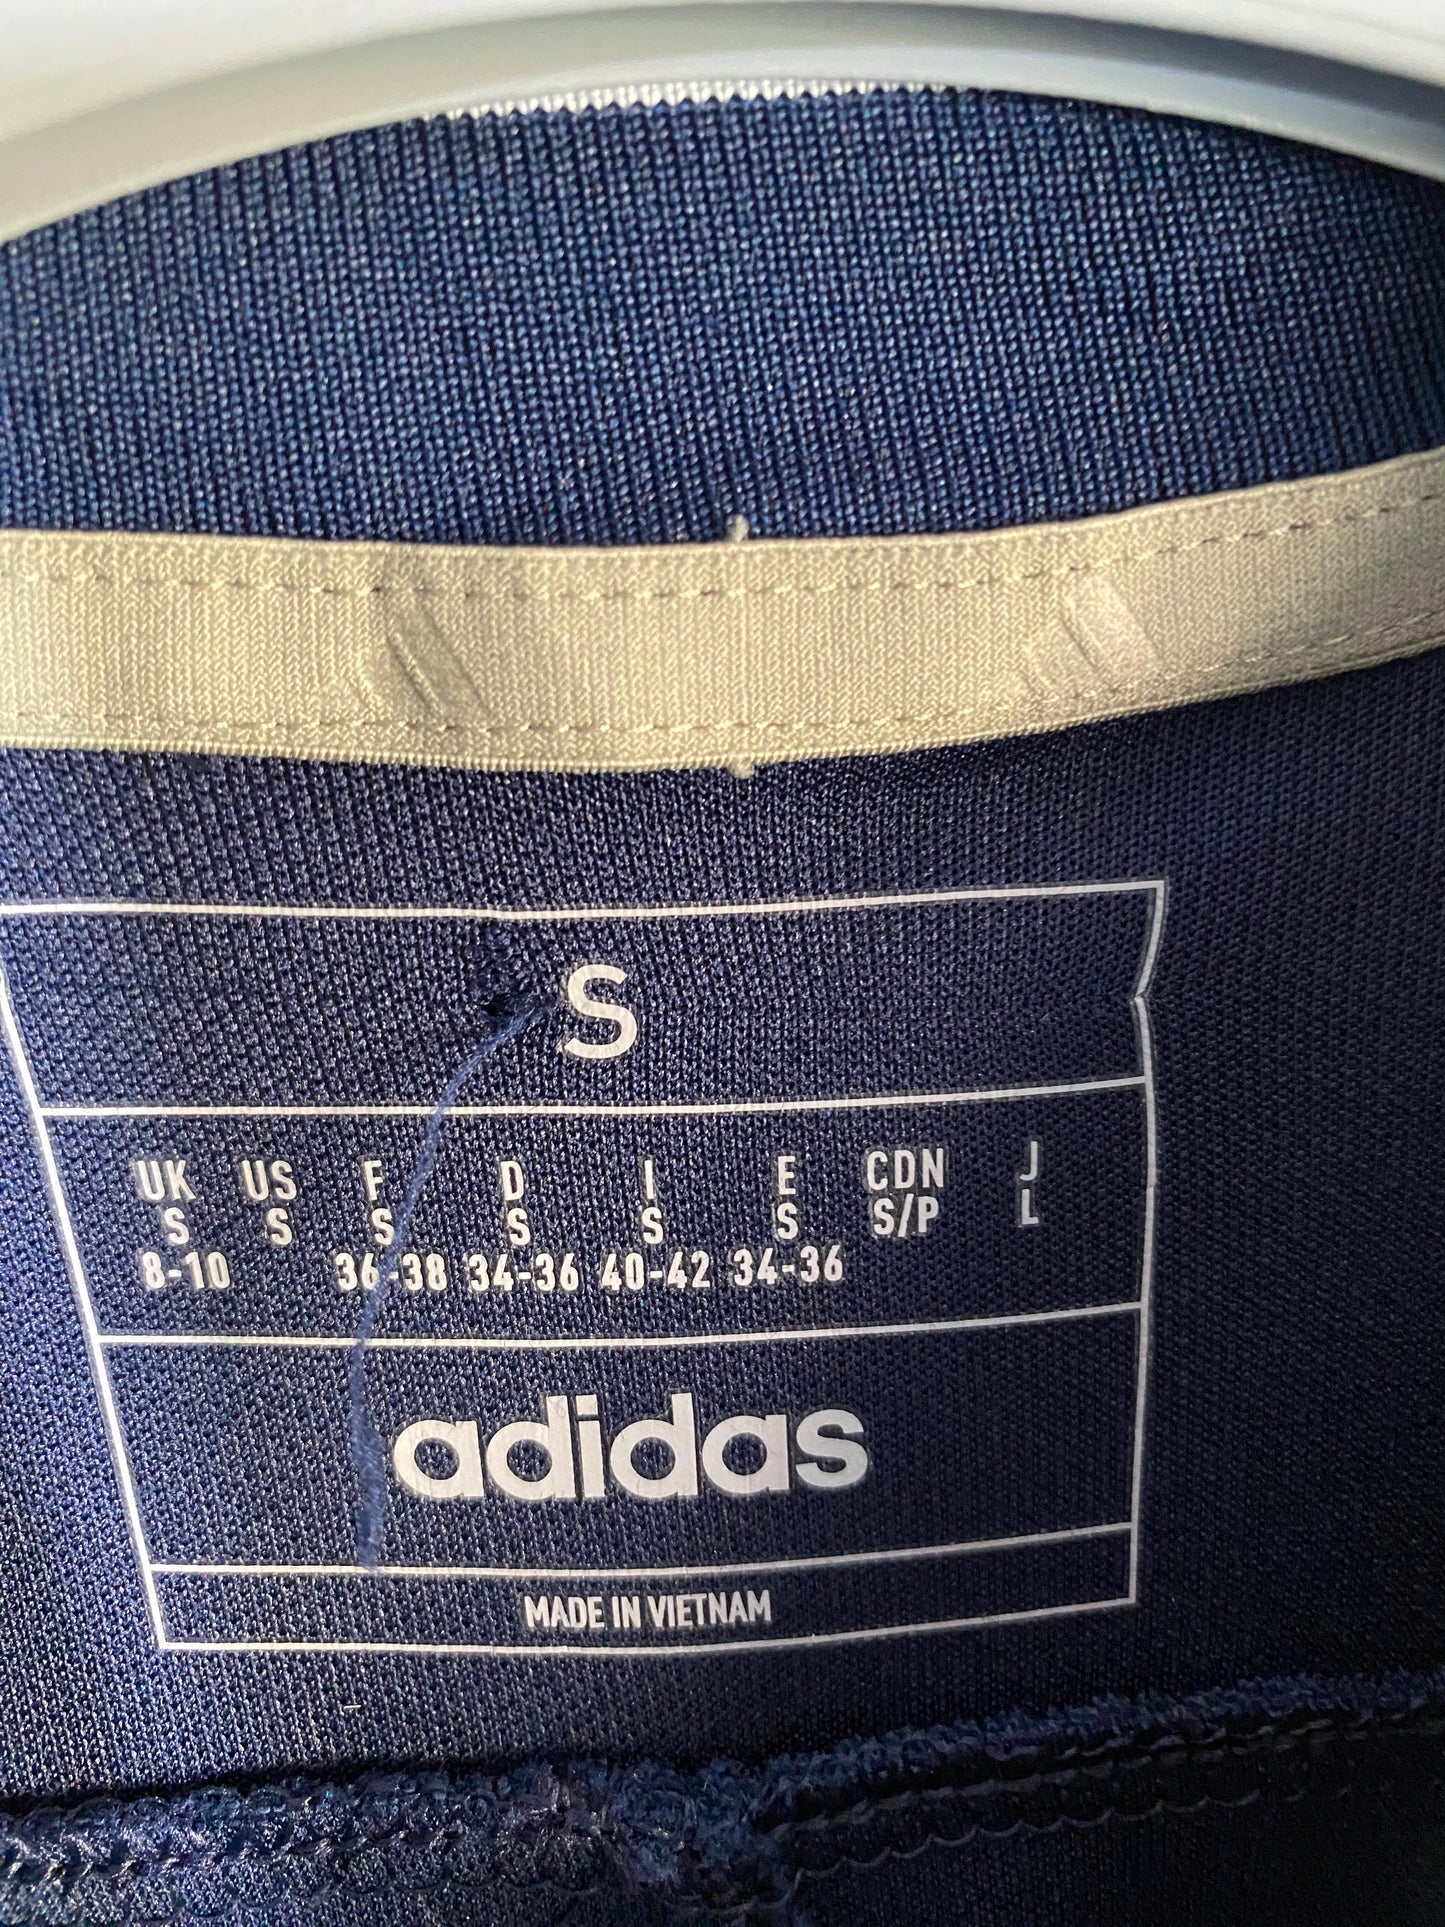 S
UK US F D I E CDN J
S S S S S S S/P L
8-10 36-38 34-36 40-42 34-36
adidas
MADE IN VIETNAM